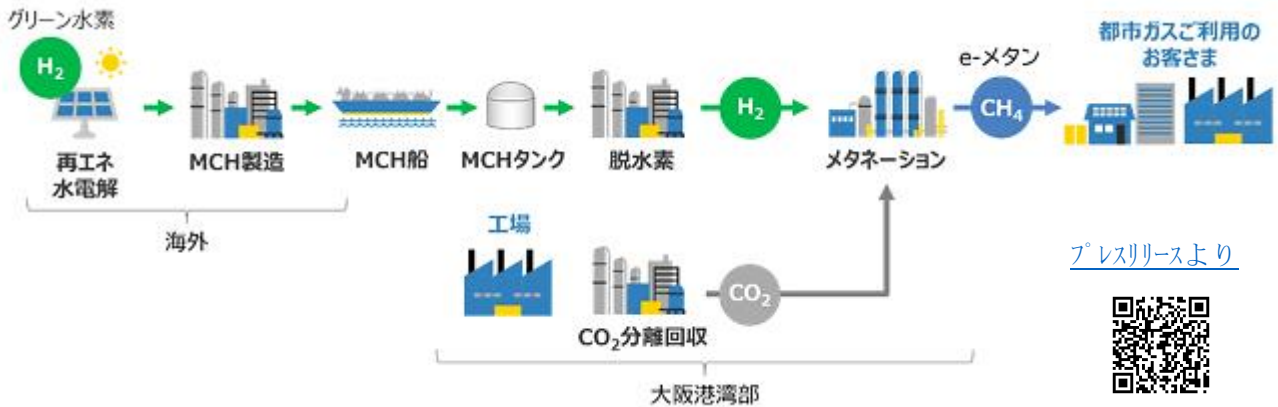 グリーン水素
H₂
再エネ
水電解
MCH製造
MCH船
MCHタンク
脱水素
H₂
メタネーション
e-メタン
CH₄
都市ガスご利用の
お客さま
海外
工場
CO₂分離回収
CO₂
大阪港湾部
プレスリリースより